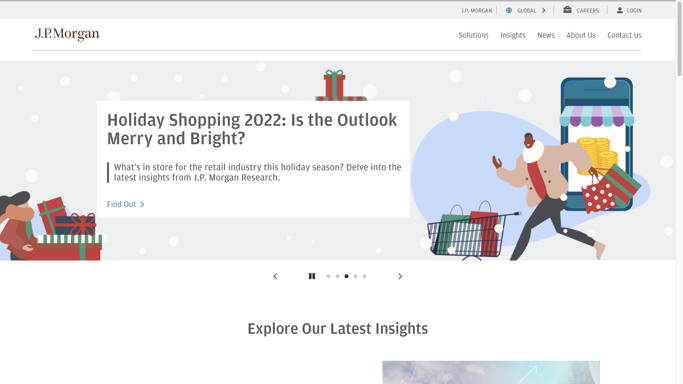 J.P. MORGAN
GLOBAL
CAREERS
LOGIN
J.P.Morgan
Solutions
Insights
News
About Us
Contact Us
Holiday Shopping 2022: Is the Outlook
Merry and Bright?
What's in store for the retail industry this holiday season? Delve into the
latest insights from J.P. Morgan Research.
Find Out
Explore Our Latest Insights